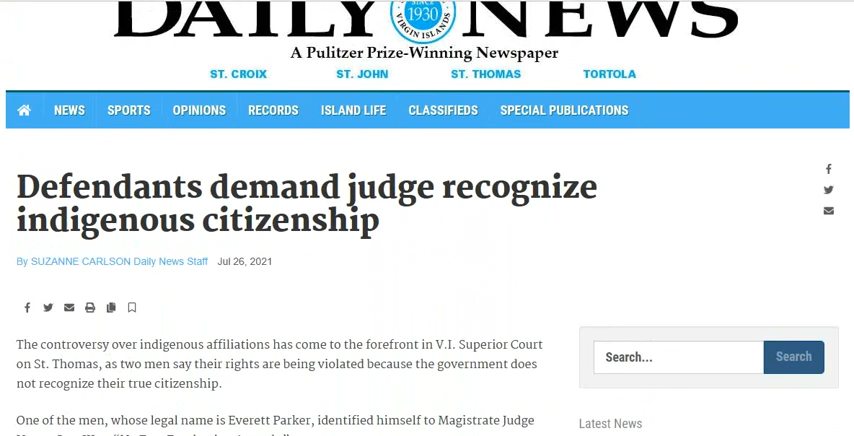 DAILY NEWS
SINCE
1930
VIRGIN ISLANDS
A Pulitzer Prize-Winning Newspaper
ST. CROIX ST. JOHN ST. THOMAS TORTOLA
NEWS SPORTS OPINIONS RECORDS ISLAND LIFE CLASSIFIEDS SPECIAL PUBLICATIONS
Defendants demand judge recognize
indigenous citizenship
By SUZANNE CARLSON Daily News Staff Jul 26, 2021
The controversy over indigenous affiliations has come to the forefront in V.I. Superior Court
on St. Thomas, as two men say their rights are being violated because the government does
not recognize their true citizenship.
One of the men, whose legal name is Everett Parker, identified himself to Magistrate Judge
Search... Search
Latest News